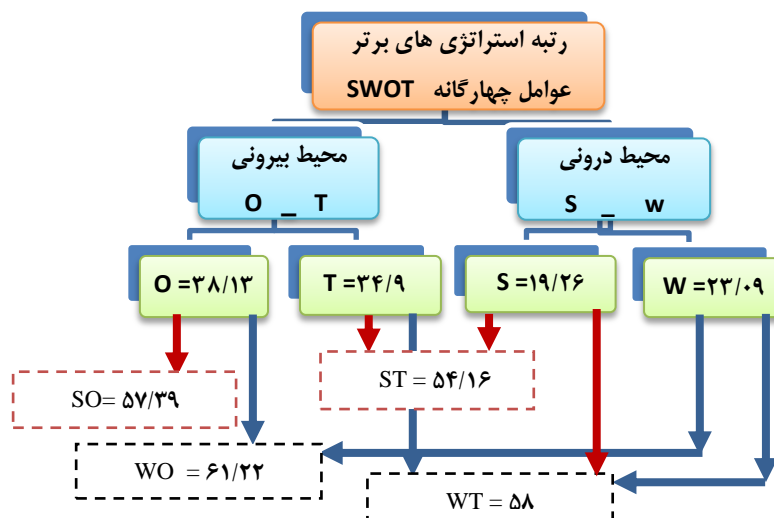 رتبه استراتژی های برتر
عوامل چهارگانه SWOT
محیط درونی
S _ w
محیط بیرونی
O _ T
O =۳۸/۱۳
T =۳۴/۹
S =۱۹/۲۶
W =۲۳/۰۹
SO= ۵۷/۳۹
ST = ۵۴/۱۶
WO = ۶۱/۲۲
WT = ۵۸